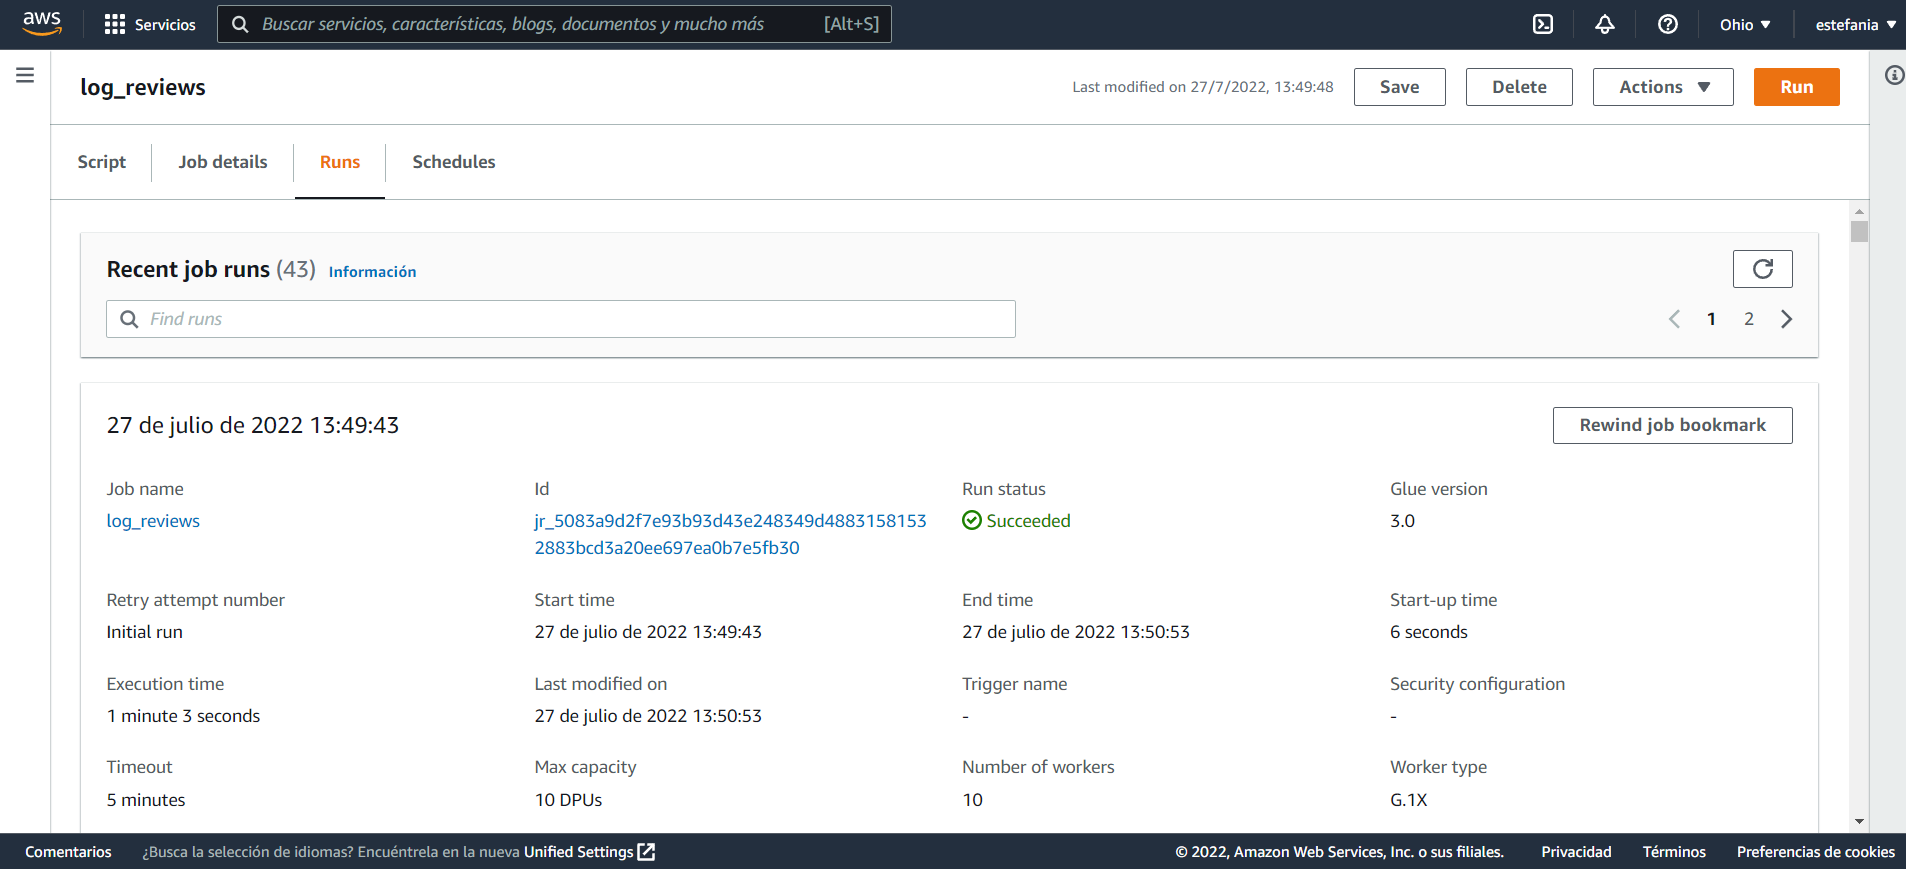 aws Servicios Buscar servicios, características, blogs, documentos y mucho más [Alt+S] Ohio estefania
log_reviews Last modified on 27/7/2022, 13:49:48 Save Delete Actions Run
Script Job details Runs Schedules
Recent job runs (43) Información
Find runs 1 2
27 de julio de 2022 13:49:43 Rewind job bookmark
Job name Id Run status Glue version
log_reviews jr_5083a9d2f7e93b93d43e248349d4883158153 Succeeded 3.0
2883bcd3a20ee697ea0b7e5fb30
Retry attempt number Start time End time Start-up time
Initial run 27 de julio de 2022 13:49:43 27 de julio de 2022 13:50:53 6 seconds
Execution time Last modified on Trigger name Security configuration
1 minute 3 seconds 27 de julio de 2022 13:50:53 - -
Timeout Max capacity Number of workers Worker type
5 minutes 10 DPUs 10 G.1X
Comentarios ¿Busca la selección de idiomas? Encuéntrela en la nueva Unified Settings © 2022, Amazon Web Services, Inc. o sus filiales. Privacidad Términos Preferencias de cookies